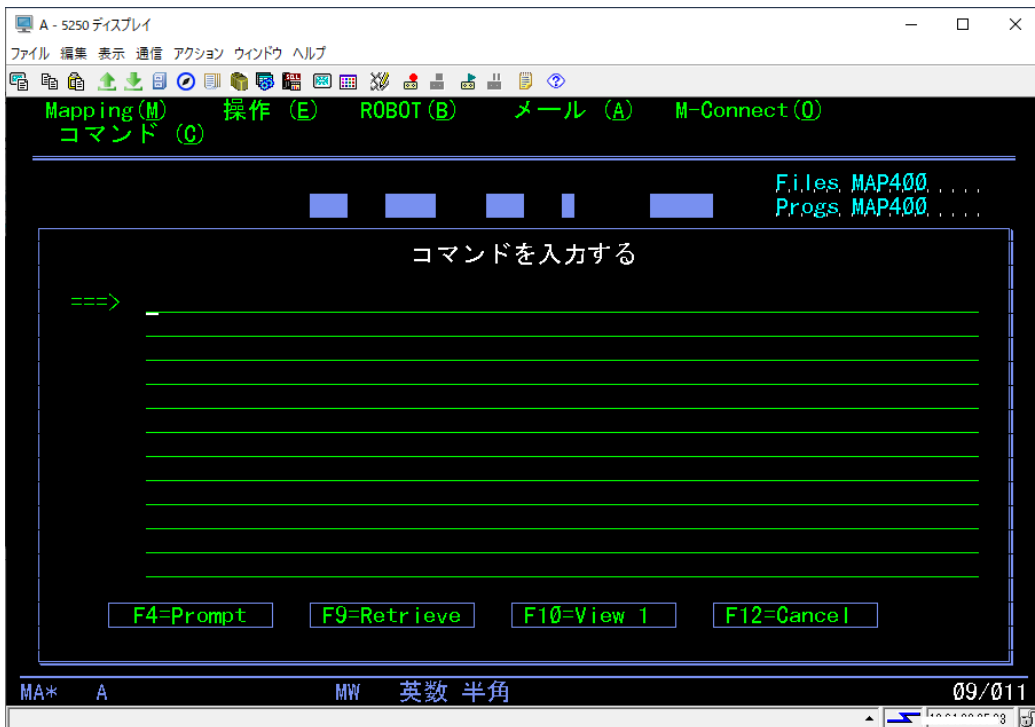 A - 5250 ディスプレイ
ファイル 編集 表示 通信 アクション ウィンドウ ヘルプ
Mapping(M) 操作 (E) ROBOT(B) メール (A) M-Connect(O)
コマンド (C)
Files MAP400 . . . . .
Progs MAP400 . . . . .
コマンドを入力する
===>
F4=Prompt F9=Retrieve F10=View 1 F12=Cancel
MA* A MW 英数 半角 09/011